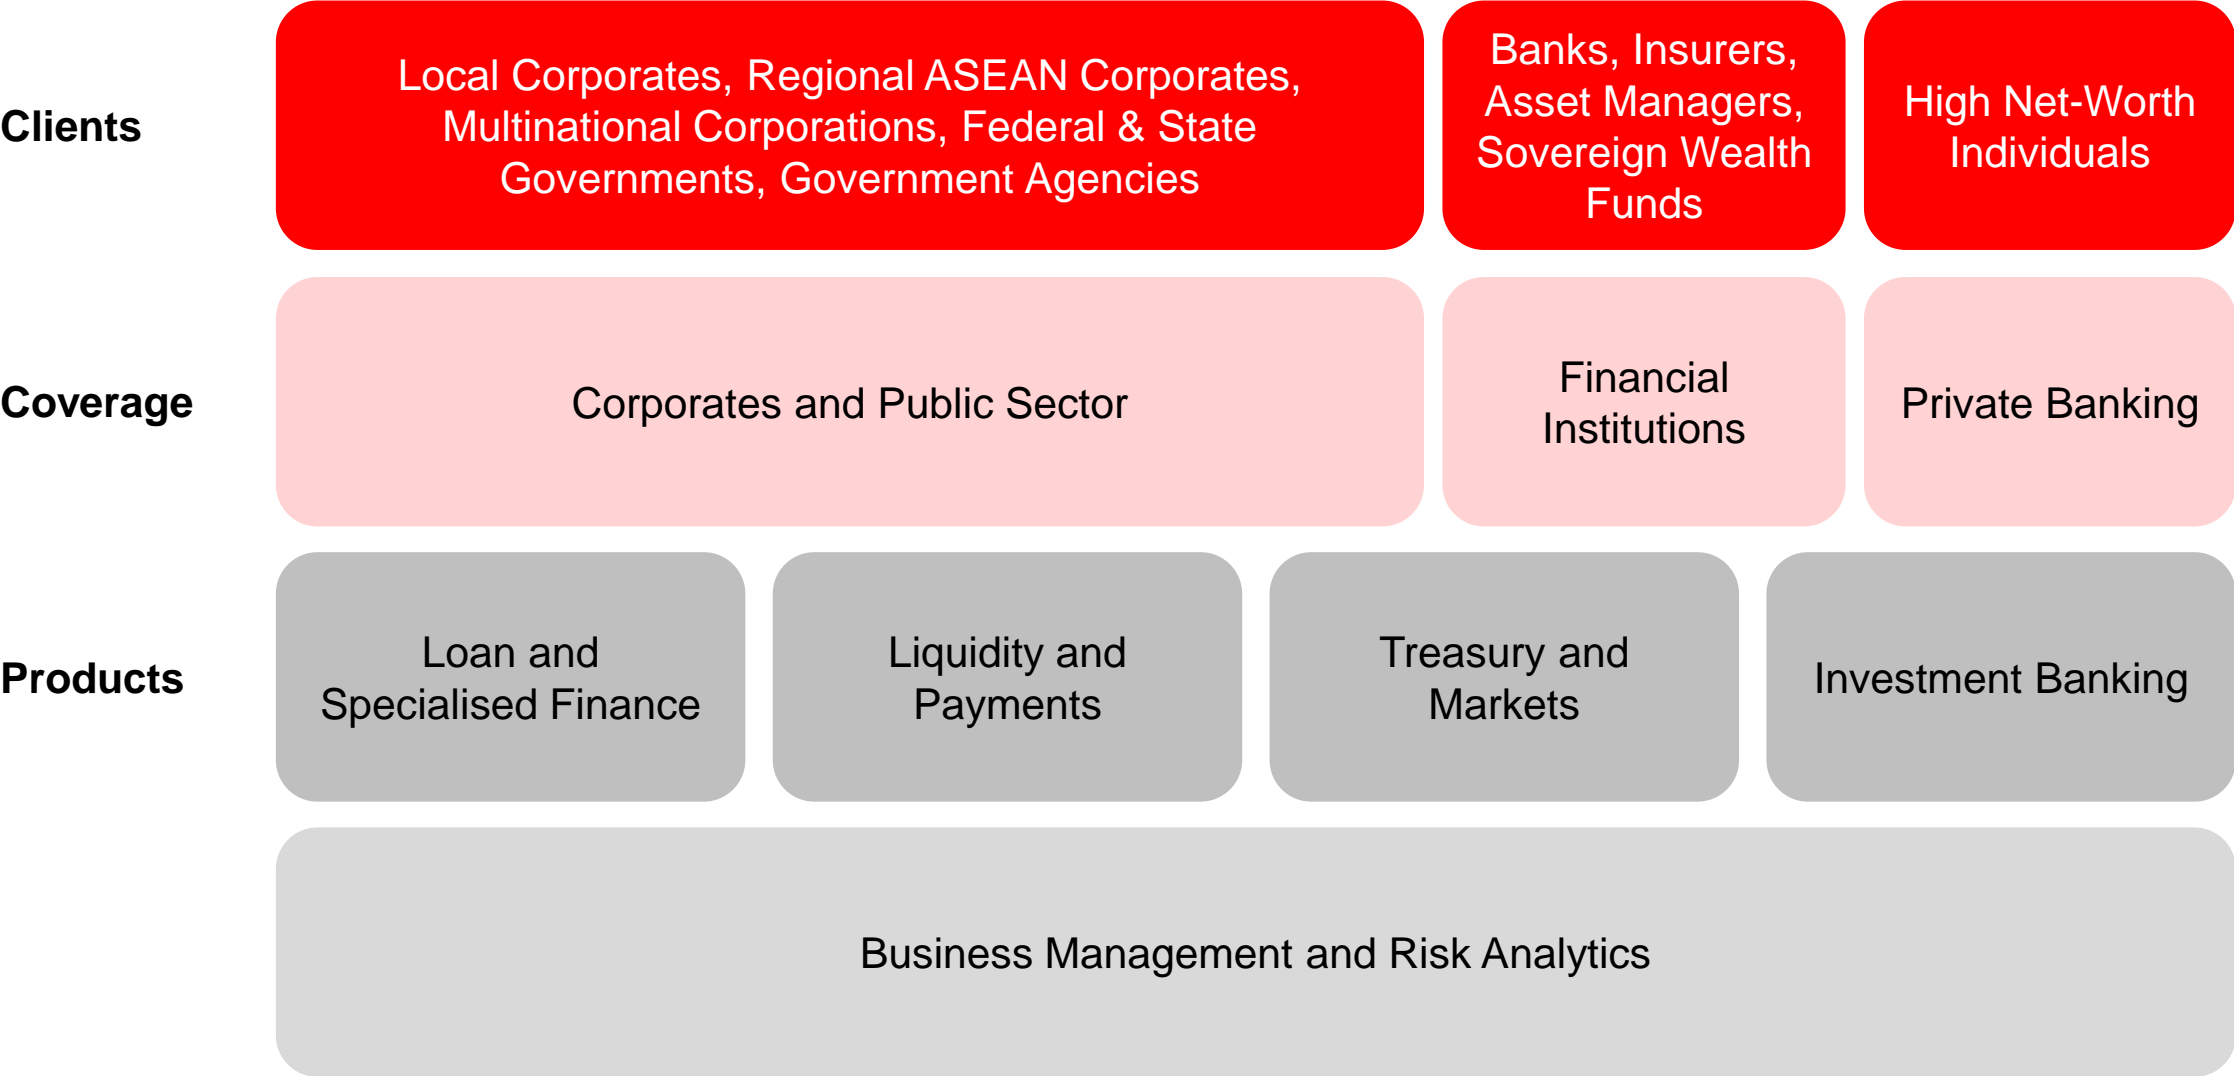 Clients
Local Corporates, Regional ASEAN Corporates,
Multinational Corporations, Federal & State
Governments, Government Agencies
Banks, Insurers,
Asset Managers,
Sovereign Wealth
Funds
High Net-Worth
Individuals
Coverage
Corporates and Public Sector
Financial
Institutions
Private Banking
Products
Loan and
Specialised Finance
Liquidity and
Payments
Treasury and
Markets
Investment Banking
Business Management and Risk Analytics